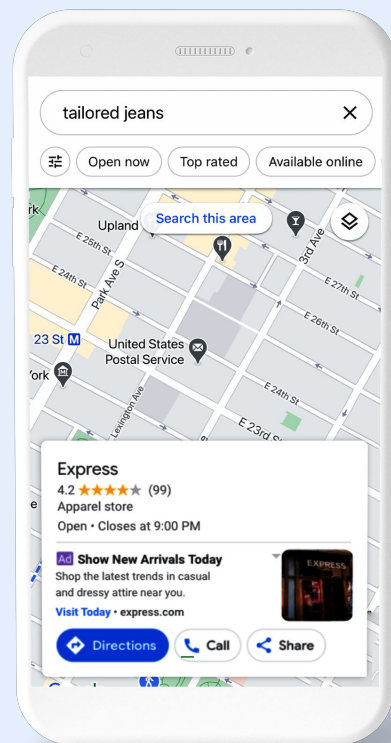 tailored jeans
Open now
Top rated
Available online
Search this area
Upland
3rd Ave
E 25th St
Park Ave S
E 27th St
E 24th St
E 26th St
23 St M
United States
Postal Service
Lexington Ave
E 24th St
E 23rd
Express
4.2 (99)
Apparel store
Open • Closes at 9:00 PM
Ad Show New Arrivals Today
Shop the latest trends in casual
and dressy attire near you.
Visit Today • express.com
EXPRESS
Directions
Call
Share